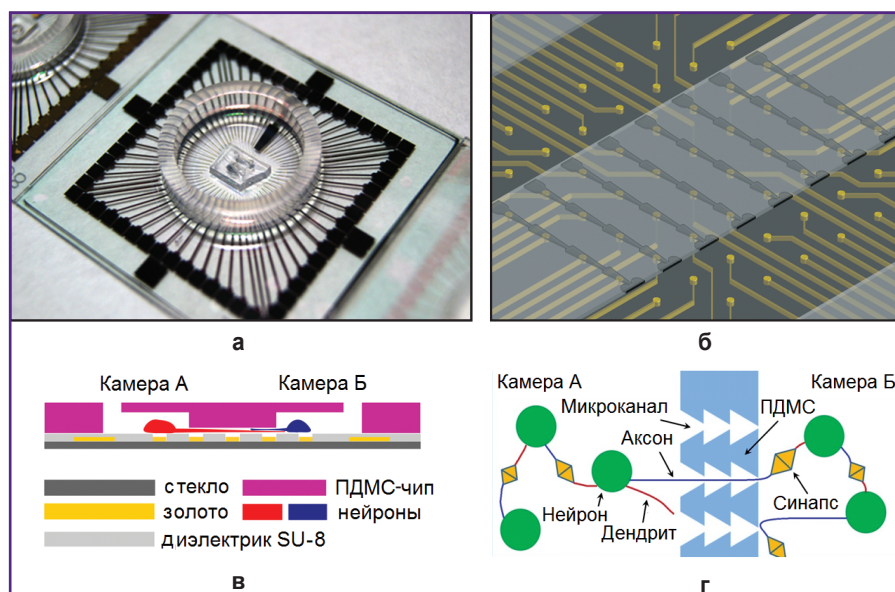 а
б
Камера А
Камера Б
стекло
ПДМС-чип
золото
нейроны
диэлектрик SU-8
в
Камера А
Камера Б
Микроканал
ПДМС
Аксон
Нейрон
Дендрит
Синапс
г